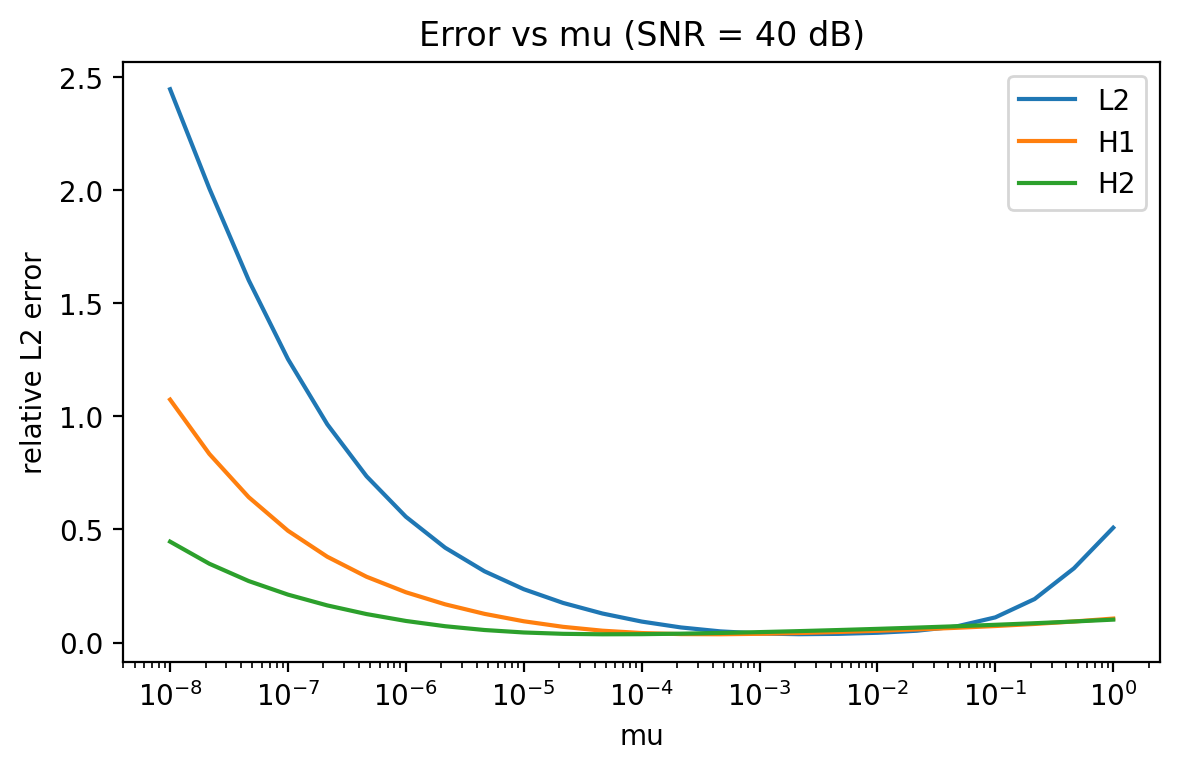 Error vs mu (SNR = 40 dB)
relative L2 error
2.5
2.0
1.5
1.0
0.5
0.0
L2
H1
H2
10⁻⁸ 10⁻⁷ 10⁻⁶ 10⁻⁵ 10⁻⁴ 10⁻³ 10⁻² 10⁻¹ 10⁰
mu